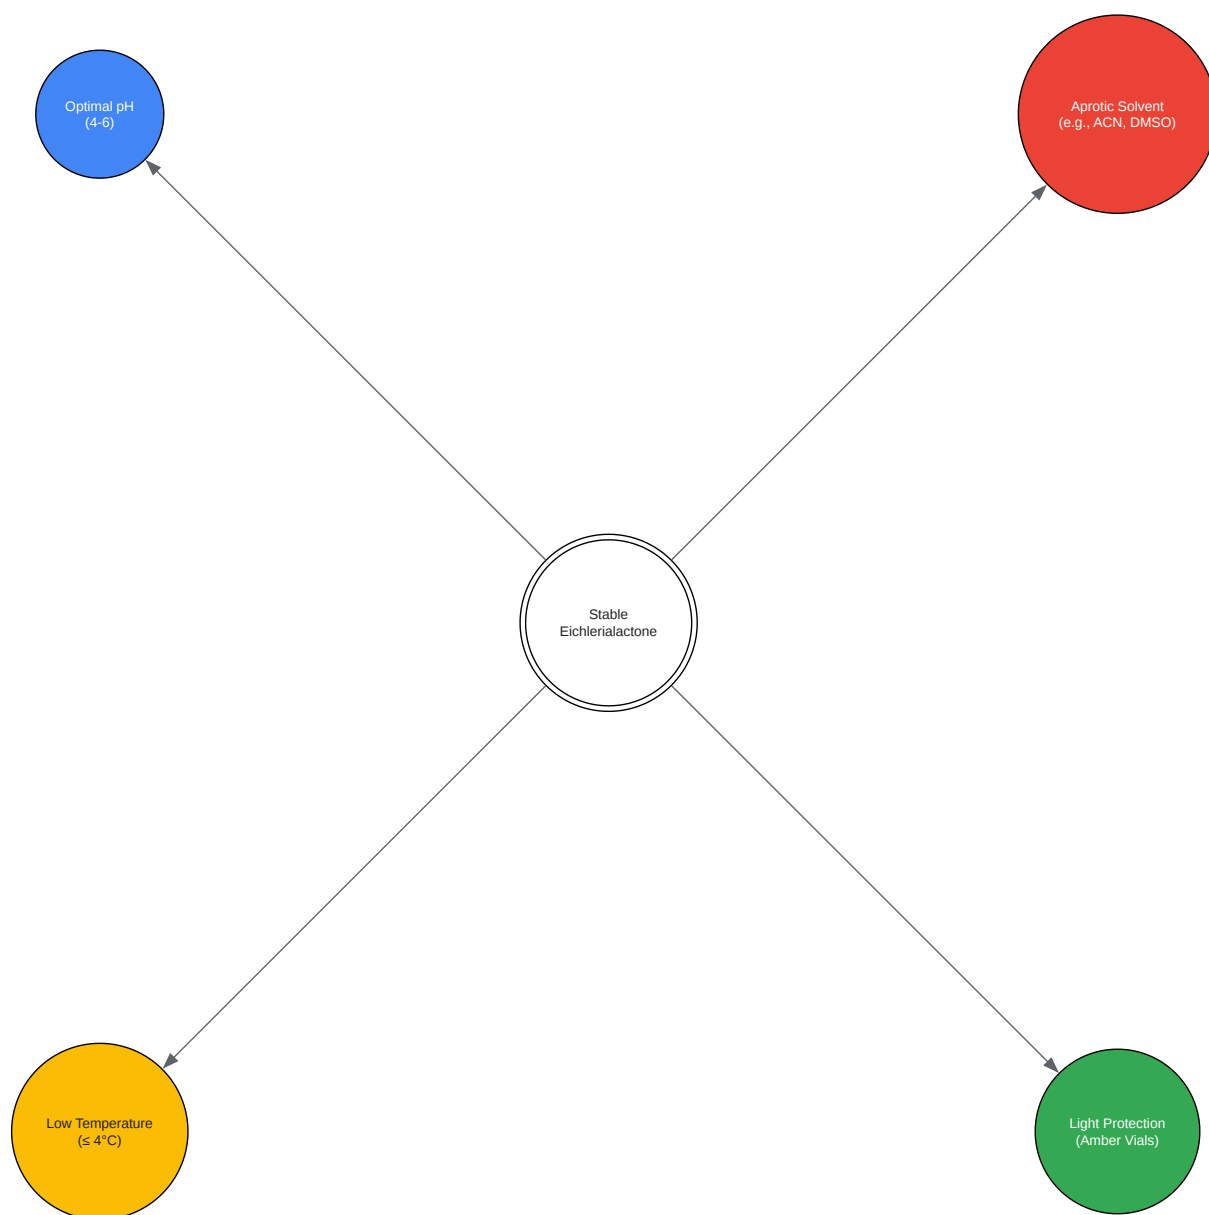 Optimal pH
(4-6)
Aprotic Solvent
(e.g., ACN, DMSO)
Stable
Eichlerialactone
Low Temperature
(≤ 4°C)
Light Protection
(Amber Vials)